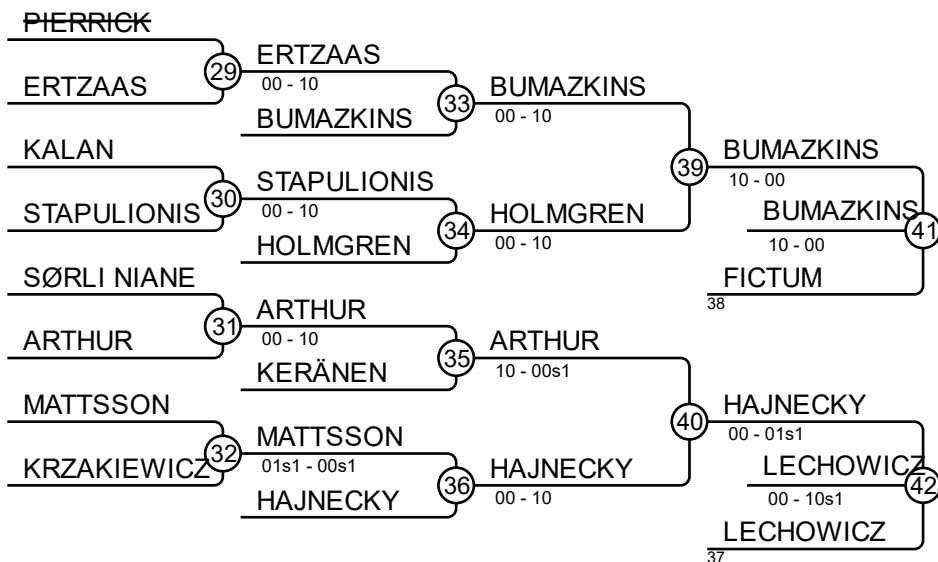 PIERRICK
29
ERTZAAS
ERTZAAS
00 - 10
33
BUMAZKINS
BUMAZKINS
00 - 10
KALAN
30
STAPULIONIS
STAPULIONIS
00 - 10
34
HOLMGREN
HOLMGREN
00 - 10
39
BUMAZKINS
10 - 00
BUMAZKINS
10 - 00
41
FICTUM
38
SØRLI NIANE
31
ARTHUR
ARTHUR
00 - 10
35
KERÄNEN
ARTHUR
10 - 00s1
MATTSSON
32
KRZAKIEWICZ
MATTSSON
01s1 - 00s1
36
HAJNECKY
HAJNECKY
00 - 10
40
HAJNECKY
00 - 01s1
LECHOWICZ
00 - 10s1
42
LECHOWICZ
37